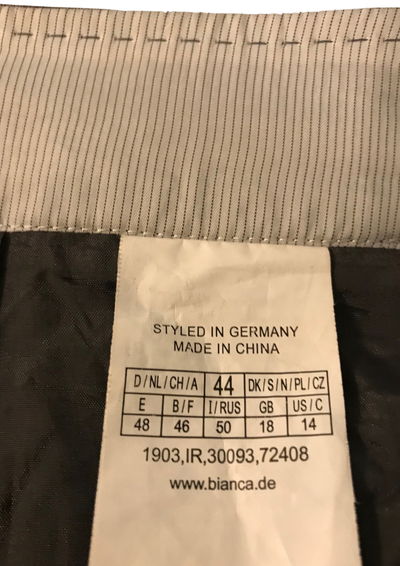 STYLED IN GERMANY
MADE IN CHINA
D/NL/CH/A 44 DK/S/N/PL/CZ
E B/F I/RUS GB US/C
48 46 50 18 14
1903,IR,30093,72408
www.bianca.de